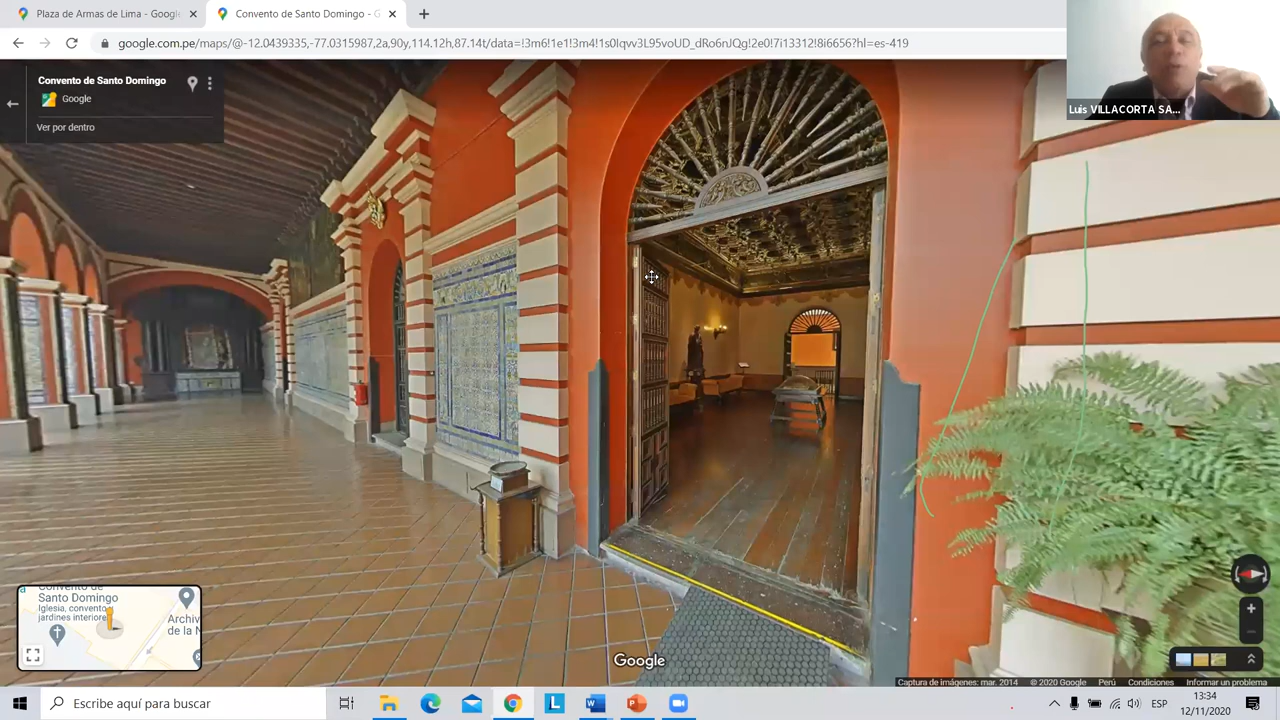 Plaza de Armas de Lima - Google
Convento de Santo Domingo - G
google.com.pe/maps/@-12.0439335,-77.0315987,2a,90y,114.12h,87.14t/data=!3m6!1e1!3m4!1s0Iqvv3L95voUD_dRo6nJQg!2e0!7i13312!8i6656?hl=es-419
Convento de Santo Domingo
Google
Ver por dentro
Luis VILLACORTA SA...
Convento de
Santo Domingo
Iglesia, convento,
jardines interiores
Archiv
de la N
Google
Captura de imágenes: mar. 2014 © 2020 Google Perú Condiciones Informar un problema
Escribe aquí para buscar
ESP
13:34
12/11/2020